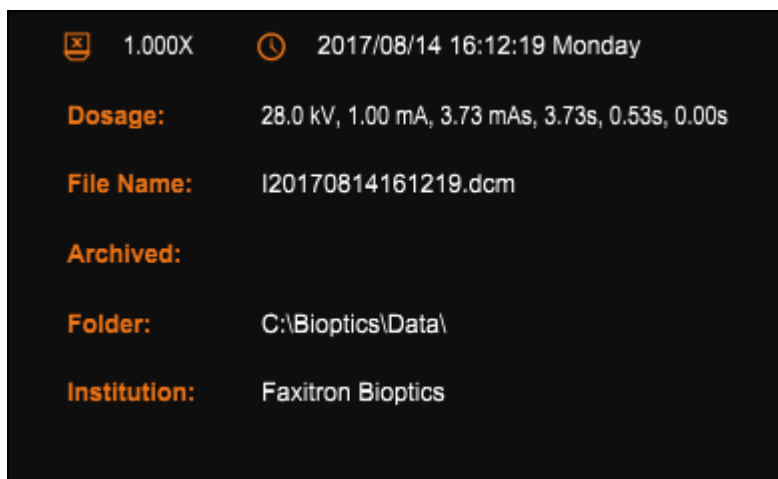 1.000X 2017/08/14 16:12:19 Monday
Dosage: 28.0 kV, 1.00 mA, 3.73 mAs, 3.73s, 0.53s, 0.00s
File Name: I20170814161219.dcm
Archived:
Folder: C:\Bioptics\Data\
Institution: Faxitron Bioptics